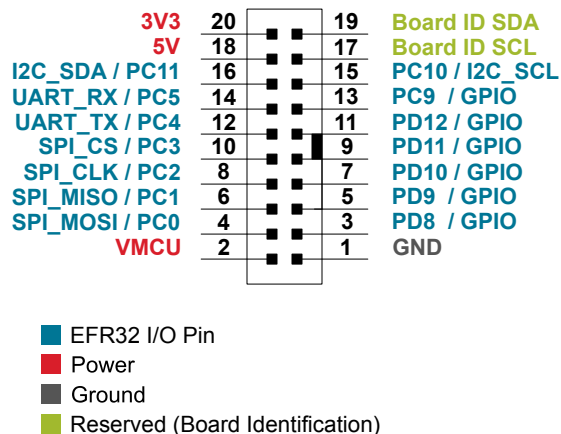 3V3 20 19 Board ID SDA
5V 18 17 Board ID SCL
I2C_SDA / PC11 16 15 PC10 / I2C_SCL
UART_RX / PC5 14 13 PC9 / GPIO
UART_TX / PC4 12 11 PD12 / GPIO
SPI_CS / PC3 10 9 PD11 / GPIO
SPI_CLK / PC2 8 7 PD10 / GPIO
SPI_MISO / PC1 6 5 PD9 / GPIO
SPI_MOSI / PC0 4 3 PD8 / GPIO
VMCU 2 1 GND
EFR32 I/O Pin
Power
Ground
Reserved (Board Identification)